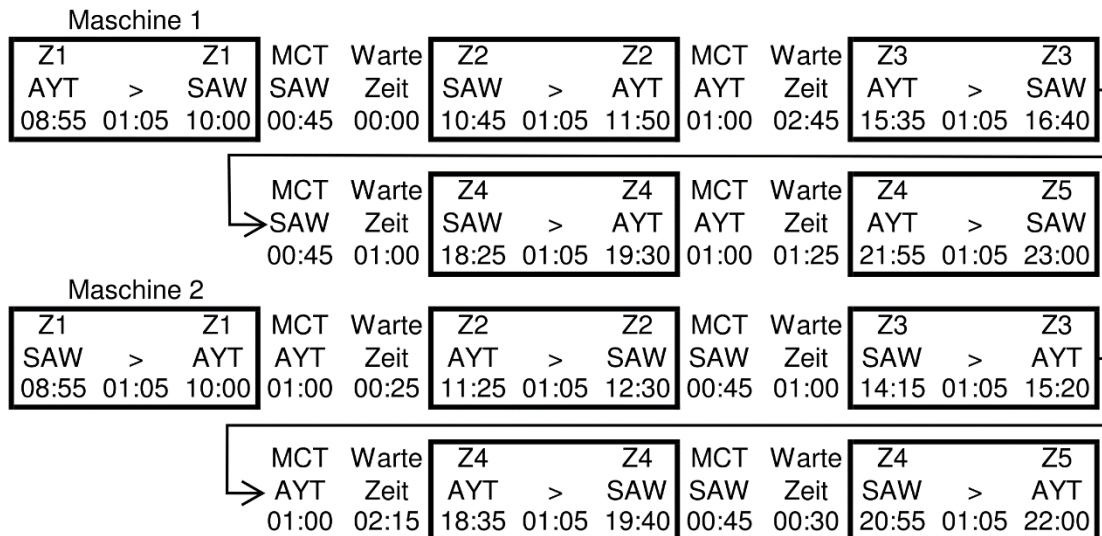 Maschine 1
Z1 Z1 MCT Warte Z2 Z2 MCT Warte Z3 Z3
AYT > SAW SAW Zeit SAW > AYT AYT Zeit AYT > SAW
08:55 01:05 10:00 00:45 00:00 10:45 01:05 11:50 01:00 02:45 15:35 01:05 16:40
MCT Warte Z4 Z4 MCT Warte Z4 Z5
SAW Zeit SAW > AYT AYT Zeit AYT > SAW
00:45 01:00 18:25 01:05 19:30 01:00 01:25 21:55 01:05 23:00
Maschine 2
Z1 Z1 MCT Warte Z2 Z2 MCT Warte Z3 Z3
SAW > AYT AYT Zeit AYT > SAW SAW Zeit SAW > AYT
08:55 01:05 10:00 01:00 00:25 11:25 01:05 12:30 00:45 01:00 14:15 01:05 15:20
MCT Warte Z4 Z4 MCT Warte Z4 Z5
AYT Zeit AYT > SAW SAW Zeit SAW > AYT
01:00 02:15 18:35 01:05 19:40 00:45 00:30 20:55 01:05 22:00